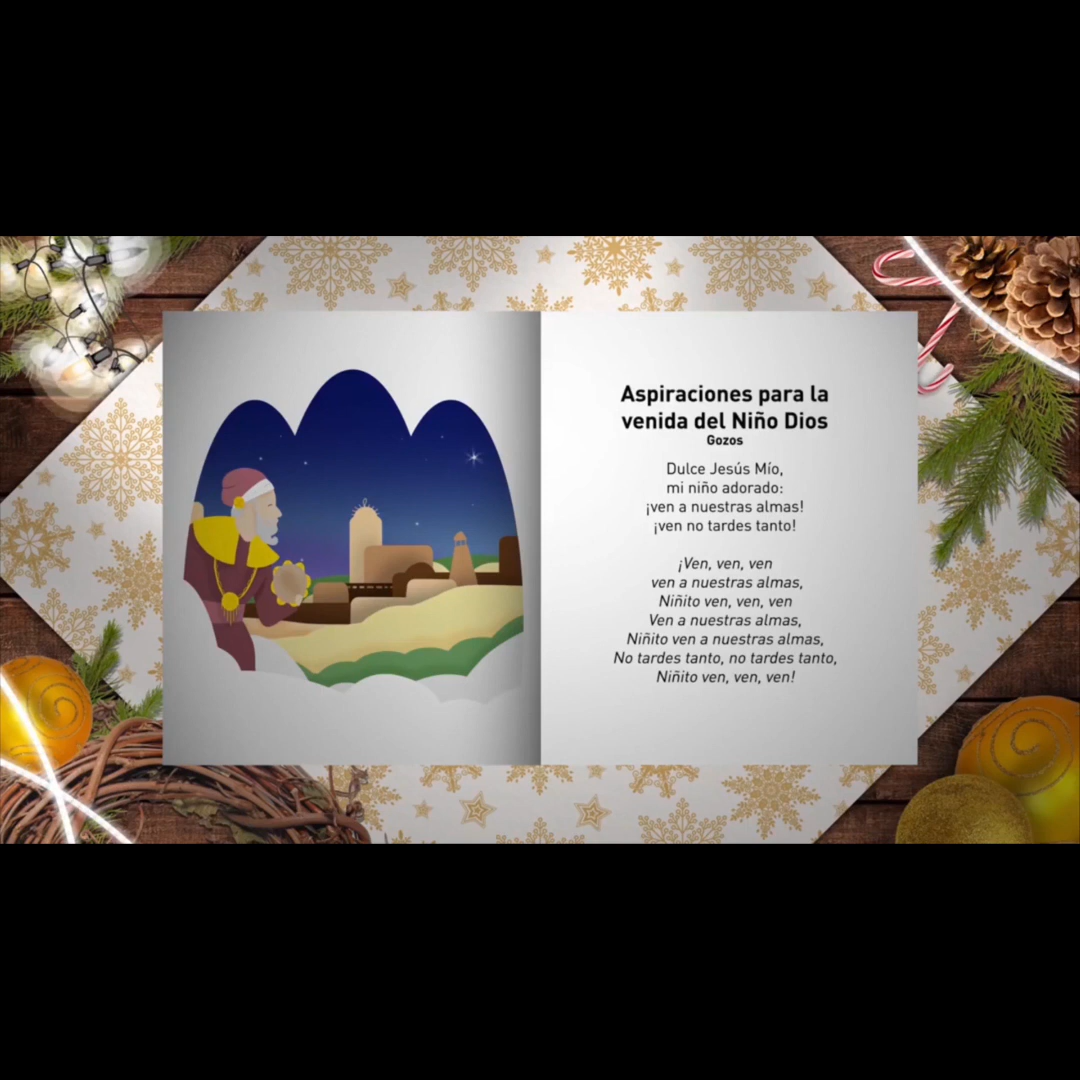 Aspiraciones para la
venida del Niño Dios
Gozos
Dulce Jesús Mío,
mi niño adorado:
¡ven a nuestras almas!
¡ven no tardes tanto!
¡Ven, ven, ven
ven a nuestras almas,
Niñito ven, ven, ven
Ven a nuestras almas,
Niñito ven a nuestras almas,
No tardes tanto, no tardes tanto,
Niñito ven, ven, ven!